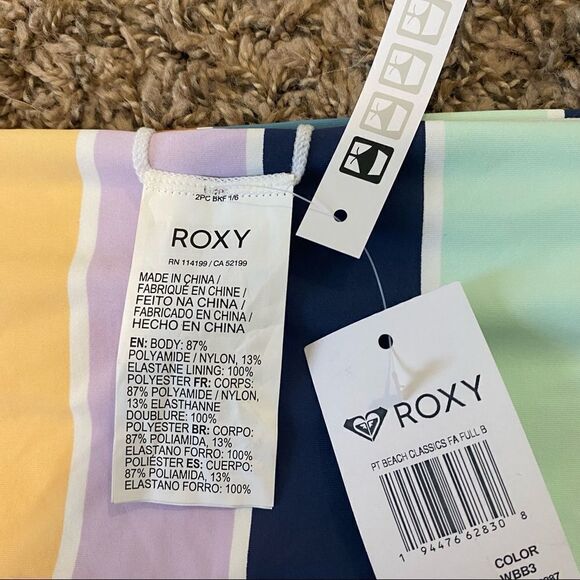 2PC BRF 1/6
ROXY
RN 114199 / CA 52199
MADE IN CHINA /
FABRIQUÉ EN CHINE /
FEITO NA CHINA /
FABRICADO EN CHINA /
HECHO EN CHINA
EN: BODY: 87%
POLYAMIDE / NYLON, 13%
ELASTANE LINING: 100%
POLYESTER FR: CORPS:
87% POLYAMIDE / NYLON,
13% ELASTHANNE
DOUBLURE: 100%
POLYESTER BR: CORPO:
87% POLIAMIDA, 13%
ELASTANO FORRO: 100%
POLIÉSTER ES: CUERPO:
87% POLIAMIDA, 13%
ELASTANO FORRO: 100%
ROXY
PT BEACH CLASSICS FA FULL B
1 94476 62830 8
COLOR
WBB3